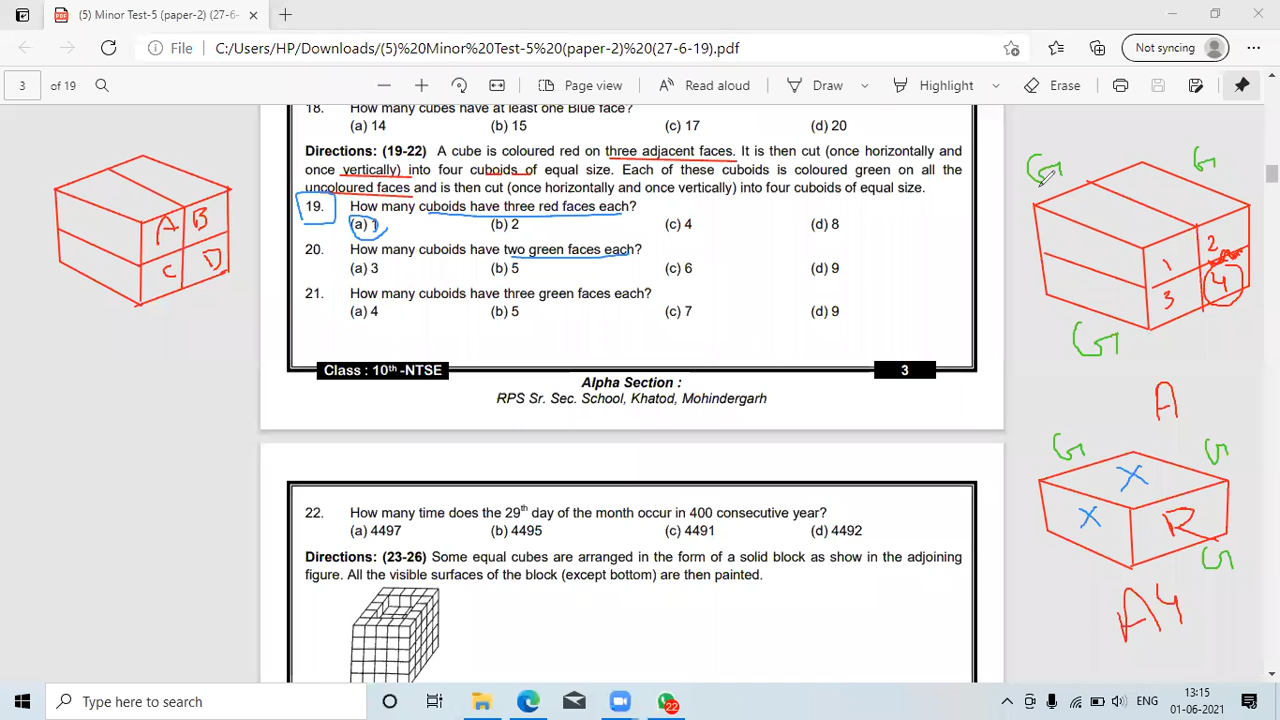 (5) Minor Test-5 (paper-2) (27-6-19
File
C:/Users/HP/Downloads/(5)%20Minor%20Test-5%20(paper-2)%20(27-6-19).pdf
Not syncing
3 of 19
Page view
Read aloud
Draw
Highlight
Erase
18. How many cubes have at least one Blue face?
(a) 14 (b) 15 (c) 17 (d) 20
Directions: (19-22) A cube is coloured red on three adjacent faces. It is then cut (once horizontally and
once vertically) into four cuboids of equal size. Each of these cuboids is coloured green on all the
uncoloured faces and is then cut (once horizontally and once vertically) into four cuboids of equal size.
19. How many cuboids have three red faces each?
(a) 1 (b) 2 (c) 4 (d) 8
20. How many cuboids have two green faces each?
(a) 3 (b) 5 (c) 6 (d) 9
21. How many cuboids have three green faces each?
(a) 4 (b) 5 (c) 7 (d) 9
Class : 10th -NTSE
3
Alpha Section :
RPS Sr. Sec. School, Khatod, Mohindergarh
22. How many time does the 29th day of the month occur in 400 consecutive year?
(a) 4497 (b) 4495 (c) 4491 (d) 4492
Directions: (23-26) Some equal cubes are arranged in the form of a solid block as show in the adjoining
figure. All the visible surfaces of the block (except bottom) are then painted.
A B
C D
G G
1 2
3 4
G
A
G G
X
X R
G
A4
Type here to search
22
ENG
13:15
01-06-2021